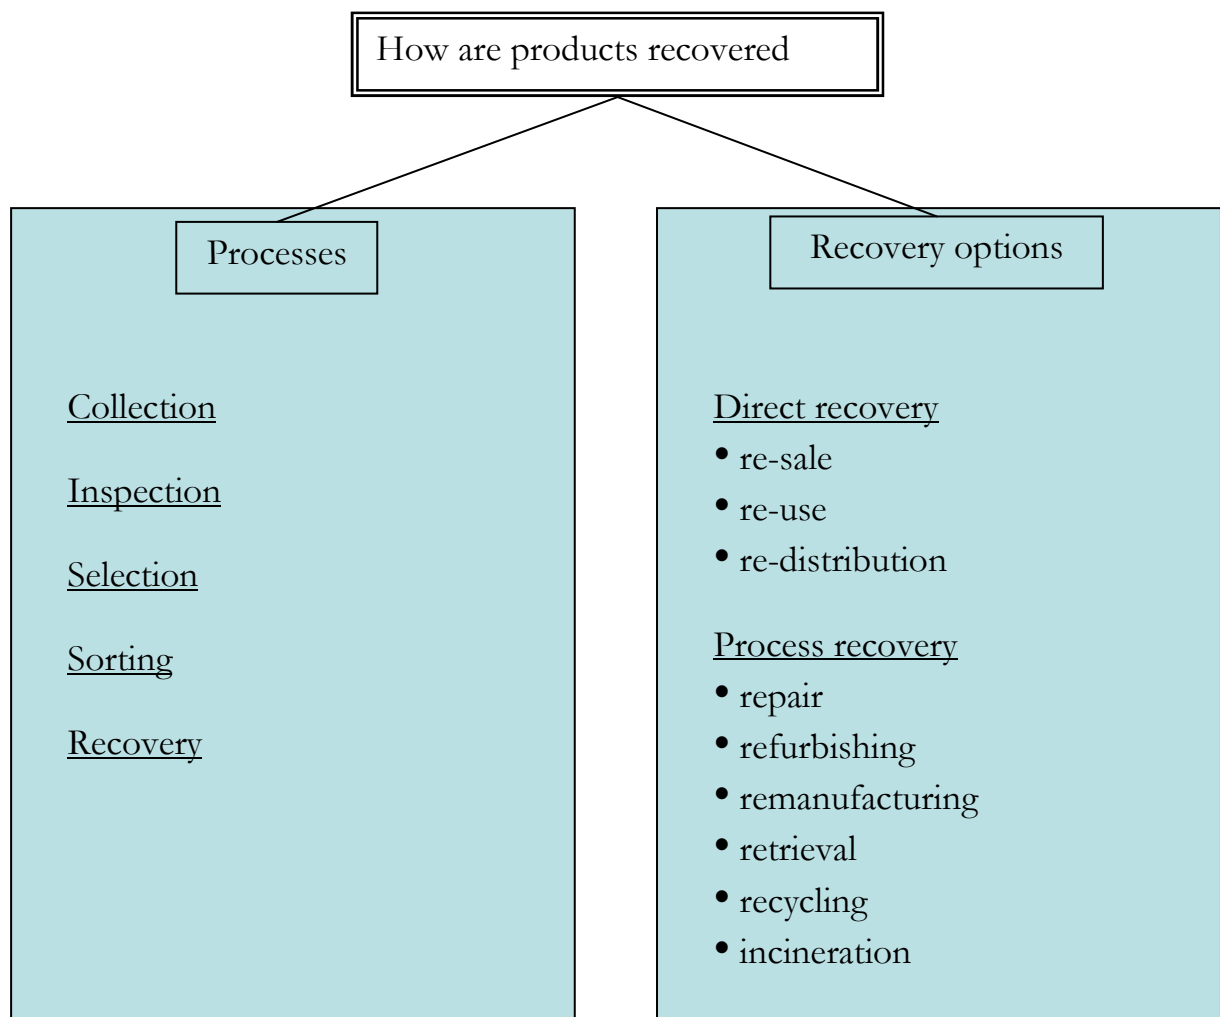 How are products recovered
Processes
Collection
Inspection
Selection
Sorting
Recovery
Recovery options
Direct recovery
• re-sale
• re-use
• re-distribution
Process recovery
• repair
• refurbishing
• remanufacturing
• retrieval
• recycling
• incineration